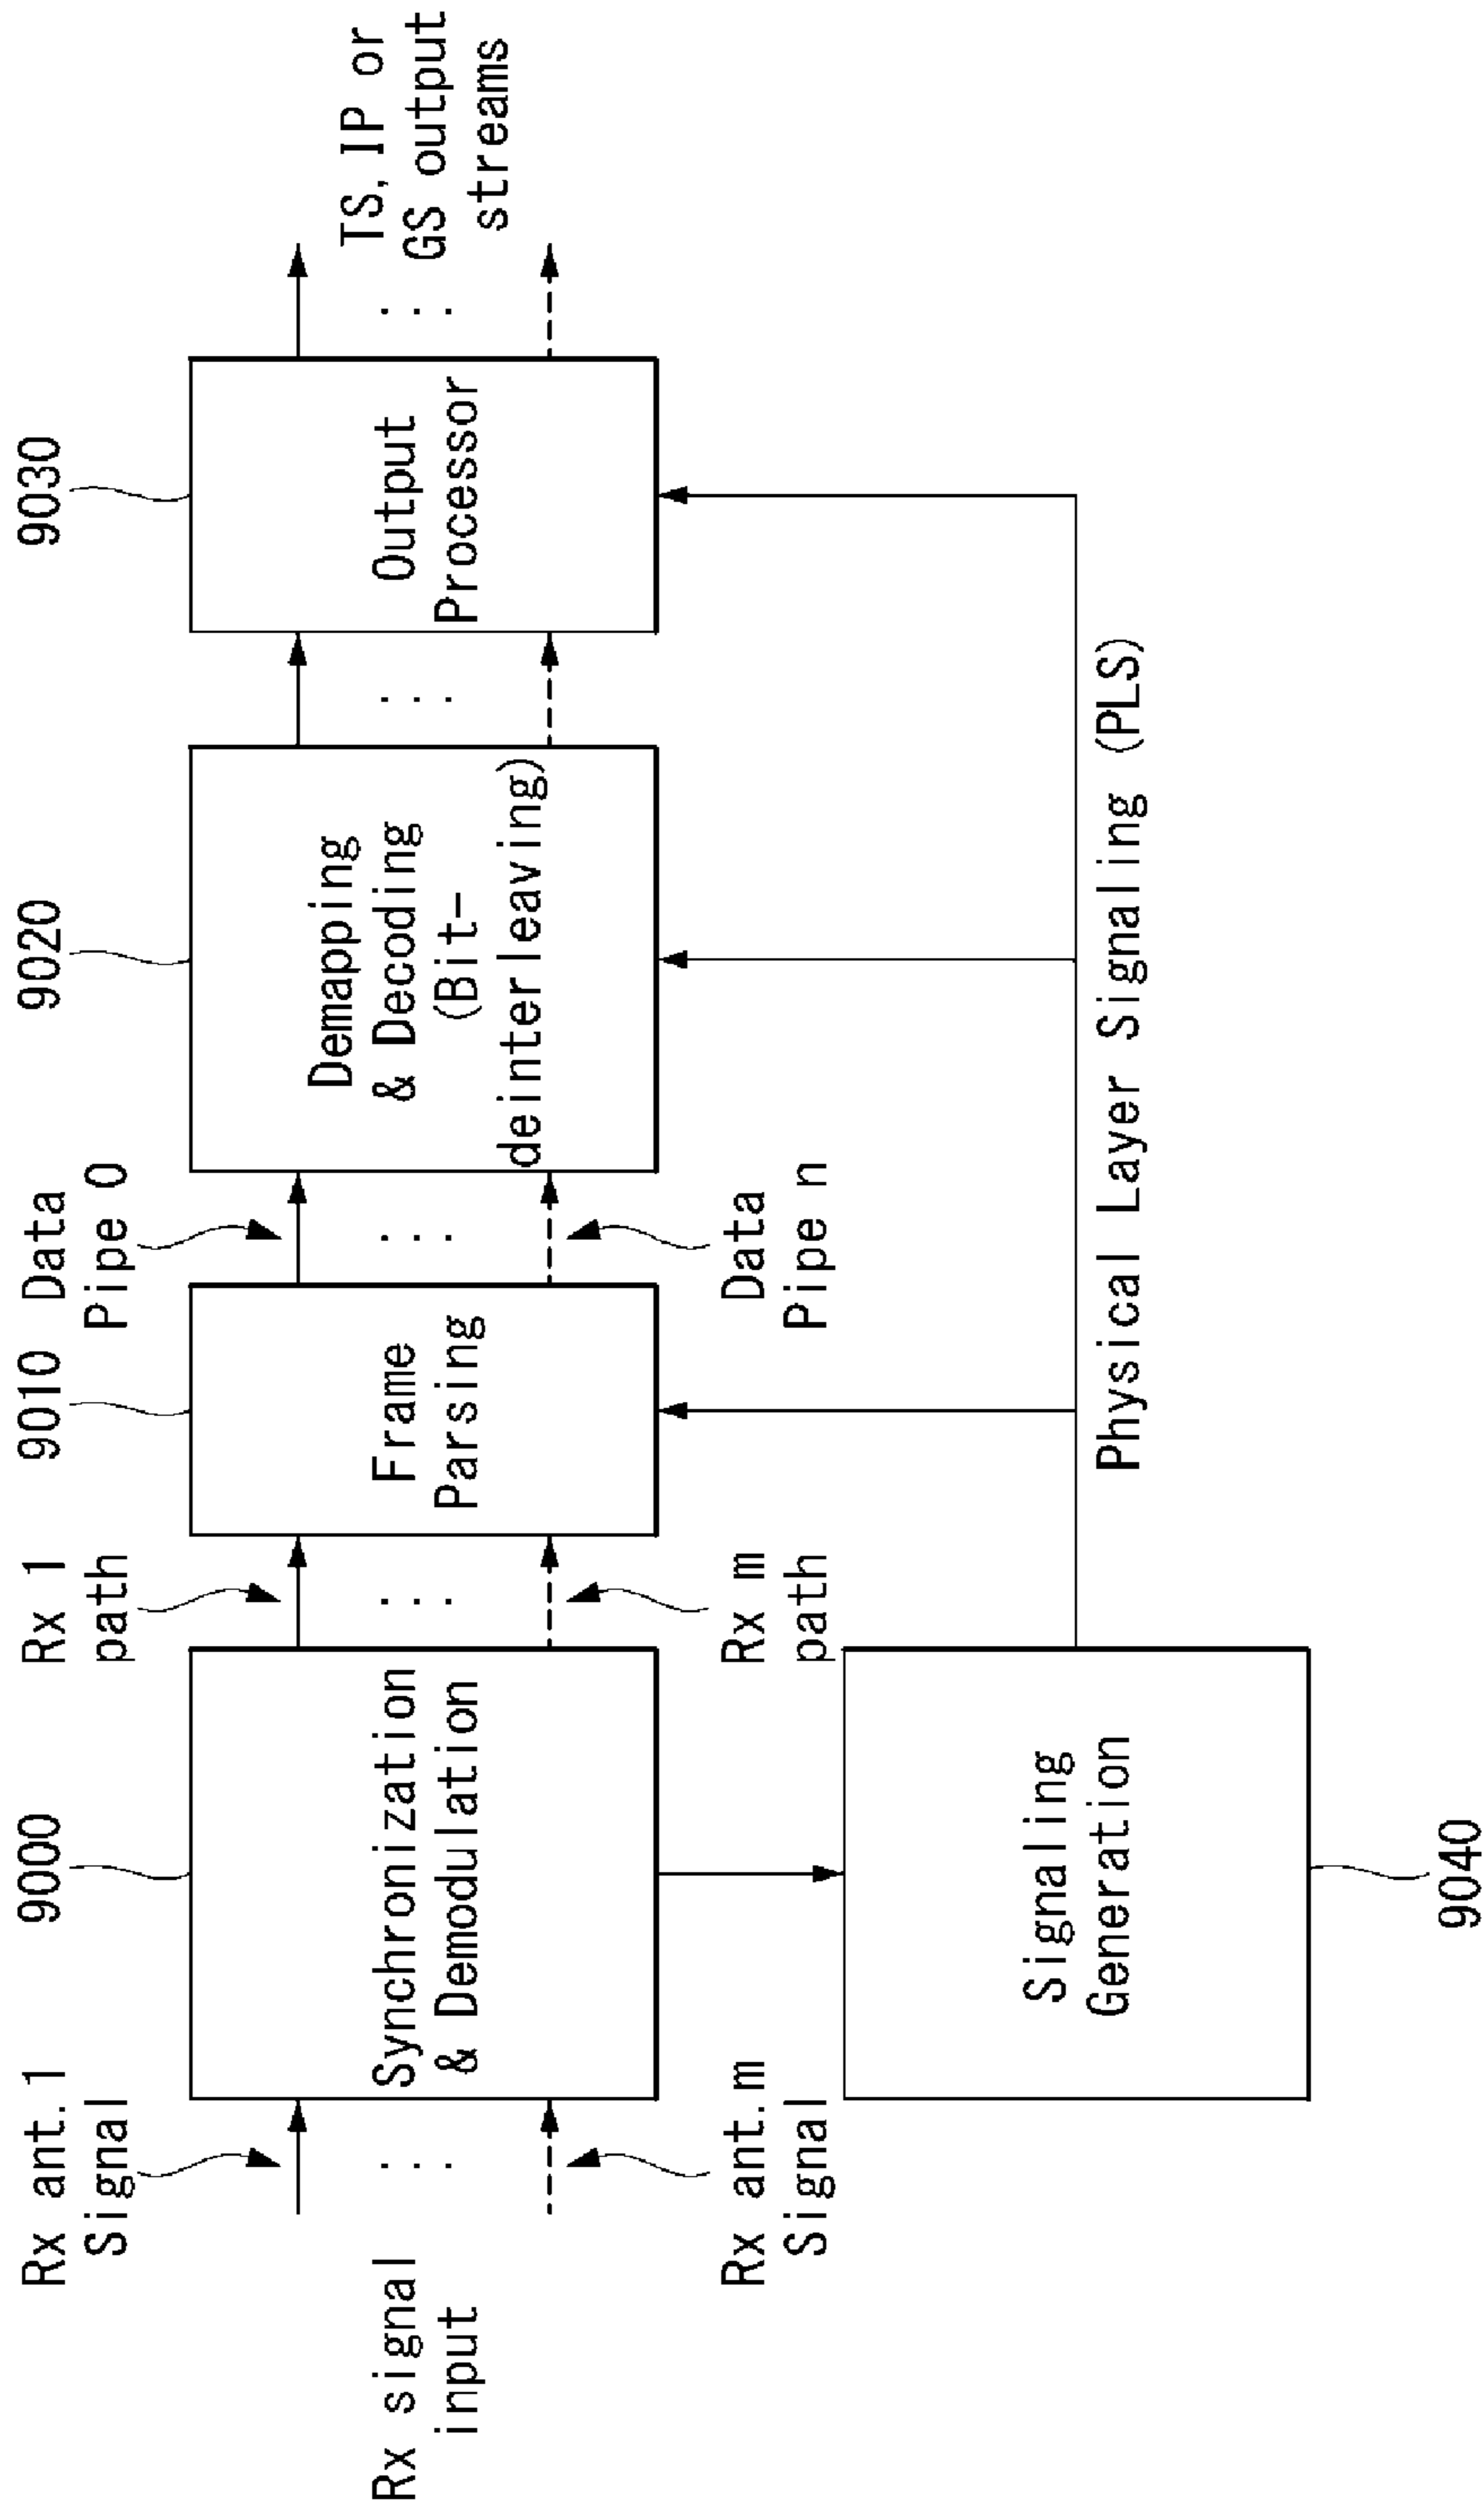 Rx signal
input
Rx ant.1
Signal
Rx ant.m
Signal
9000
Synchronization
& Demodulation
Rx 1
path
Rx m
path
9010
Frame
Parsing
Data
Pipe 0
Data
Pipe n
9020
Demapping
& Decoding
(Bit-
deinterleaving)
9030
Output
Processor
TS, IP or
GS output
streams
Signaling
Generation
9040
Physical Layer Signaling (PLS)